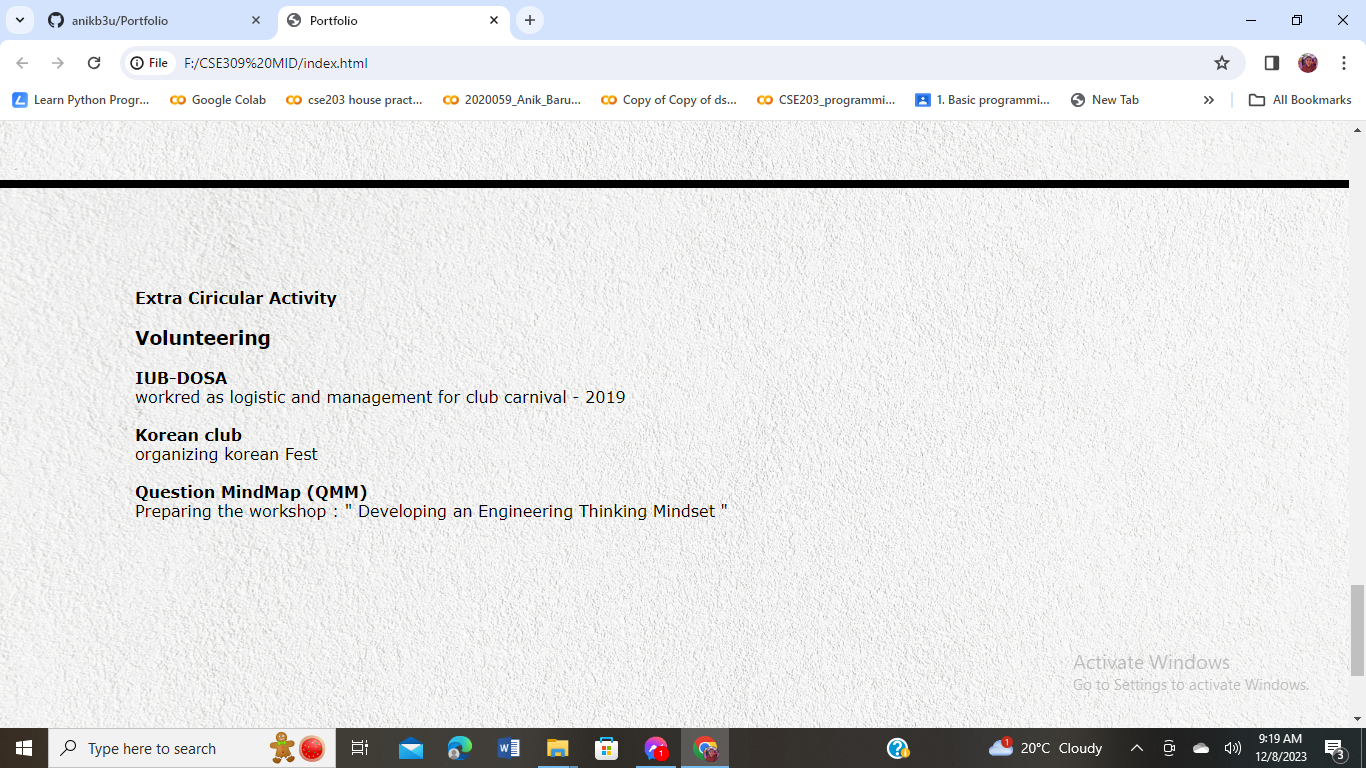 anikb3u/Portfolio
Portfolio
File
F:/CSE309%20MID/index.html
Learn Python Progr...
Google Colab
cse203 house pract...
2020059_Anik_Baru...
Copy of Copy of ds...
CSE203_programmi...
1. Basic programmi...
New Tab
All Bookmarks
Extra Ciricular Activity
Volunteering
IUB-DOSA
workred as logistic and management for club carnival - 2019
Korean club
organizing korean Fest
Question MindMap (QMM)
Preparing the workshop : " Developing an Engineering Thinking Mindset "
Activate Windows
Go to Settings to activate Windows.
Type here to search
1
1
20°C Cloudy
9:19 AM
12/8/2023
3